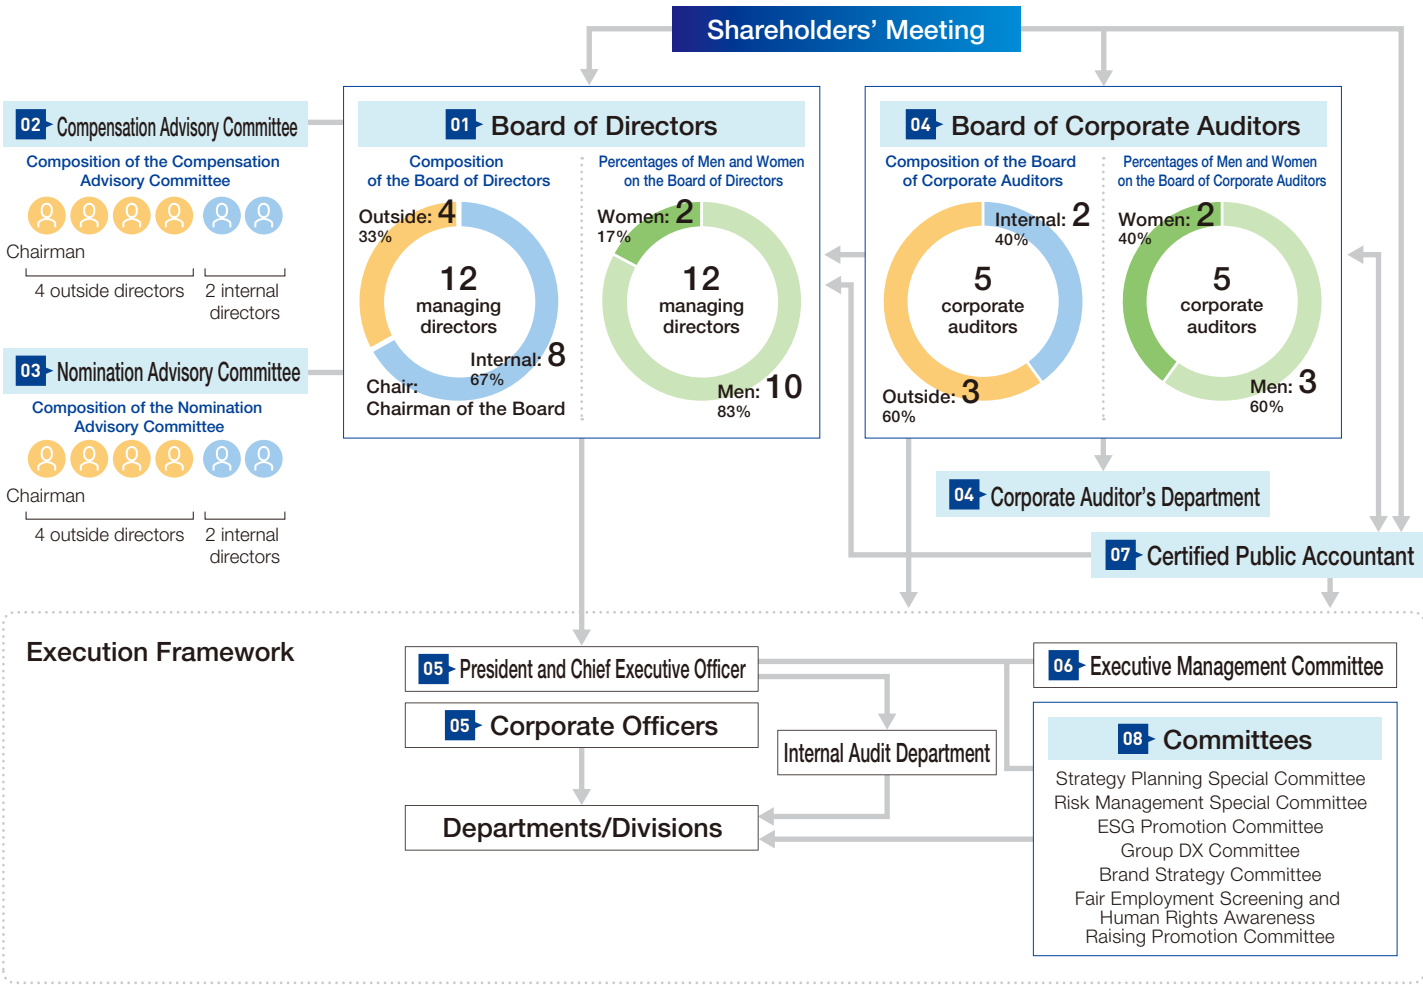 Shareholders’ Meeting
02 Compensation Advisory Committee
Composition of the Compensation
Advisory Committee
Chairman
4 outside directors
2 internal
directors
03 Nomination Advisory Committee
Composition of the Nomination
Advisory Committee
Chairman
4 outside directors
2 internal
directors
01 Board of Directors
Composition
of the Board of Directors
Outside: 4
33%
12
managing
directors
Internal: 8
67%
Chair:
Chairman of the Board
Percentages of Men and Women
on the Board of Directors
Women: 2
17%
12
managing
directors
Men: 10
83%
04 Board of Corporate Auditors
Composition of the Board
of Corporate Auditors
Internal: 2
40%
5
corporate
auditors
Outside: 3
60%
Percentages of Men and Women
on the Board of Corporate Auditors
Women: 2
40%
5
corporate
auditors
Men: 3
60%
04 Corporate Auditor’s Department
07 Certified Public Accountant
Execution Framework
05 President and Chief Executive Officer
05 Corporate Officers
Internal Audit Department
Departments/Divisions
06 Executive Management Committee
08 Committees
Strategy Planning Special Committee
Risk Management Special Committee
ESG Promotion Committee
Group DX Committee
Brand Strategy Committee
Fair Employment Screening and
Human Rights Awareness
Raising Promotion Committee